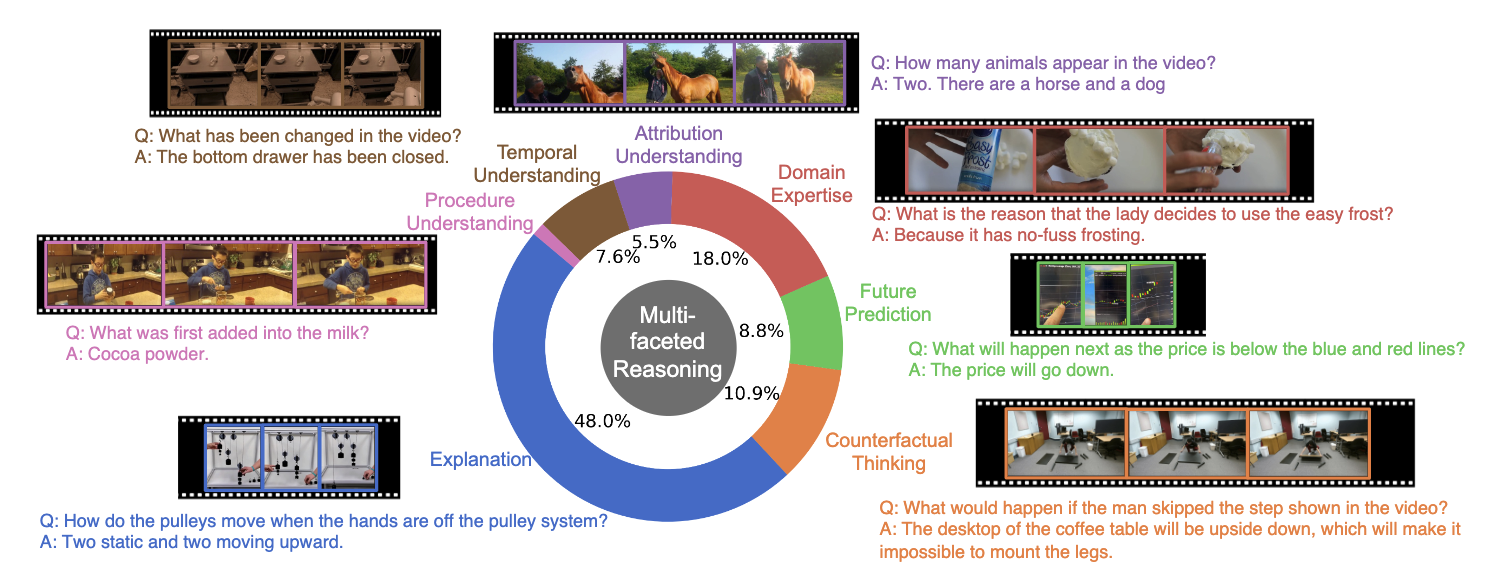 Q: What has been changed in the video?
A: The bottom drawer has been closed.
Q: How many animals appear in the video?
A: Two. There are a horse and a dog
Attribution
Understanding
Temporal
Understanding
Procedure
Understanding
Domain
Expertise
Q: What is the reason that the lady decides to use the easy frost?
A: Because it has no-fuss frosting.
5.5%
7.6%
18.0%
Future
Prediction
Multi-
faceted
Reasoning
8.8%
10.9%
48.0%
Q: What was first added into the milk?
A: Cocoa powder.
Q: What will happen next as the price is below the blue and red lines?
A: The price will go down.
Explanation
Counterfactual
Thinking
Q: How do the pulleys move when the hands are off the pulley system?
A: Two static and two moving upward.
Q: What would happen if the man skipped the step shown in the video?
A: The desktop of the coffee table will be upside down, which will make it
impossible to mount the legs.